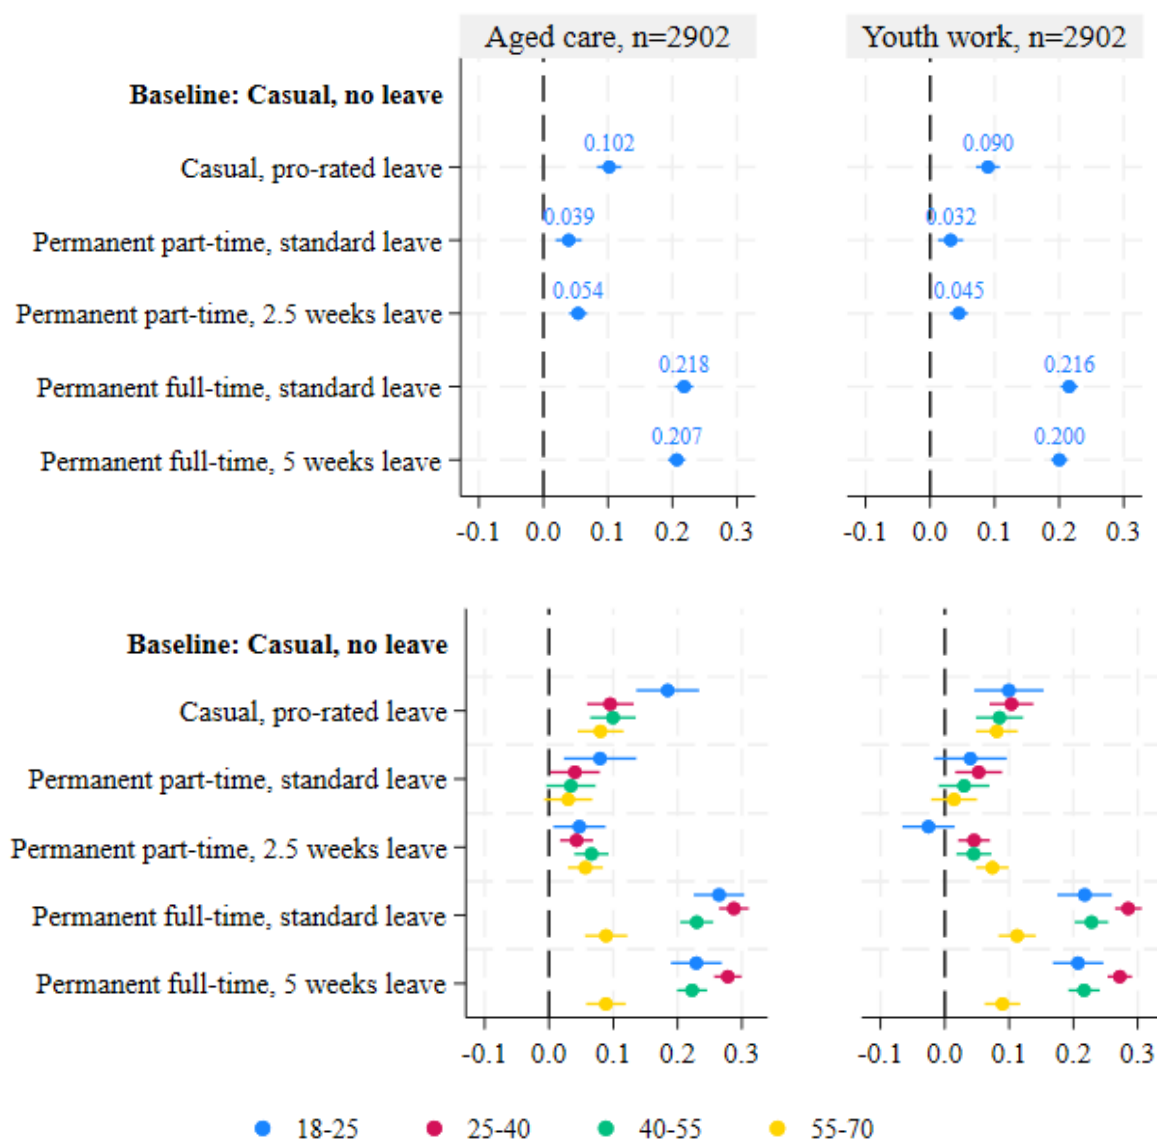 Aged care, n=2902
Youth work, n=2902
Baseline: Casual, no leave
Casual, pro-rated leave
0.102
0.090
Permanent part-time, standard leave
0.039
0.032
Permanent part-time, 2.5 weeks leave
0.054
0.045
Permanent full-time, standard leave
0.218
0.216
Permanent full-time, 5 weeks leave
0.207
0.200
-0.1 0.0 0.1 0.2 0.3
-0.1 0.0 0.1 0.2 0.3
Baseline: Casual, no leave
Casual, pro-rated leave
Permanent part-time, standard leave
Permanent part-time, 2.5 weeks leave
Permanent full-time, standard leave
Permanent full-time, 5 weeks leave
-0.1 0.0 0.1 0.2 0.3
-0.1 0.0 0.1 0.2 0.3
18-25 25-40 40-55 55-70